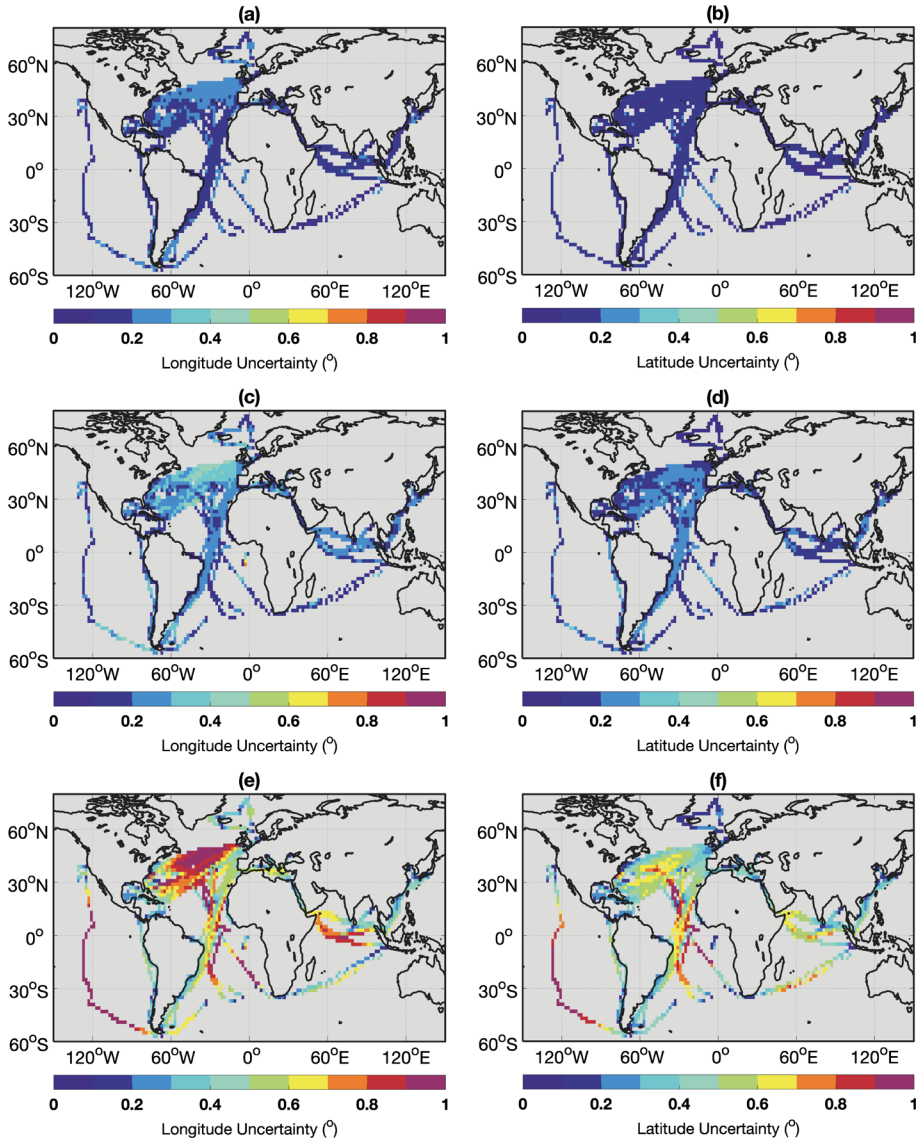 (a) (b)
60°N 60°N
30°N 30°N
0° 0°
30°S 30°S
60°S 60°S
120°W 60°W 0° 60°E 120°E 120°W 60°W 0° 60°E 120°E
0 0.2 0.4 0.6 0.8 1 0 0.2 0.4 0.6 0.8 1
Longitude Uncertainty (°) Latitude Uncertainty (°)
(c) (d)
60°N 60°N
30°N 30°N
0° 0°
30°S 30°S
60°S 60°S
120°W 60°W 0° 60°E 120°E 120°W 60°W 0° 60°E 120°E
0 0.2 0.4 0.6 0.8 1 0 0.2 0.4 0.6 0.8 1
Longitude Uncertainty (°) Latitude Uncertainty (°)
(e) (f)
60°N 60°N
30°N 30°N
0° 0°
30°S 30°S
60°S 60°S
120°W 60°W 0° 60°E 120°E 120°W 60°W 0° 60°E 120°E
0 0.2 0.4 0.6 0.8 1 0 0.2 0.4 0.6 0.8 1
Longitude Uncertainty (°) Latitude Uncertainty (°)